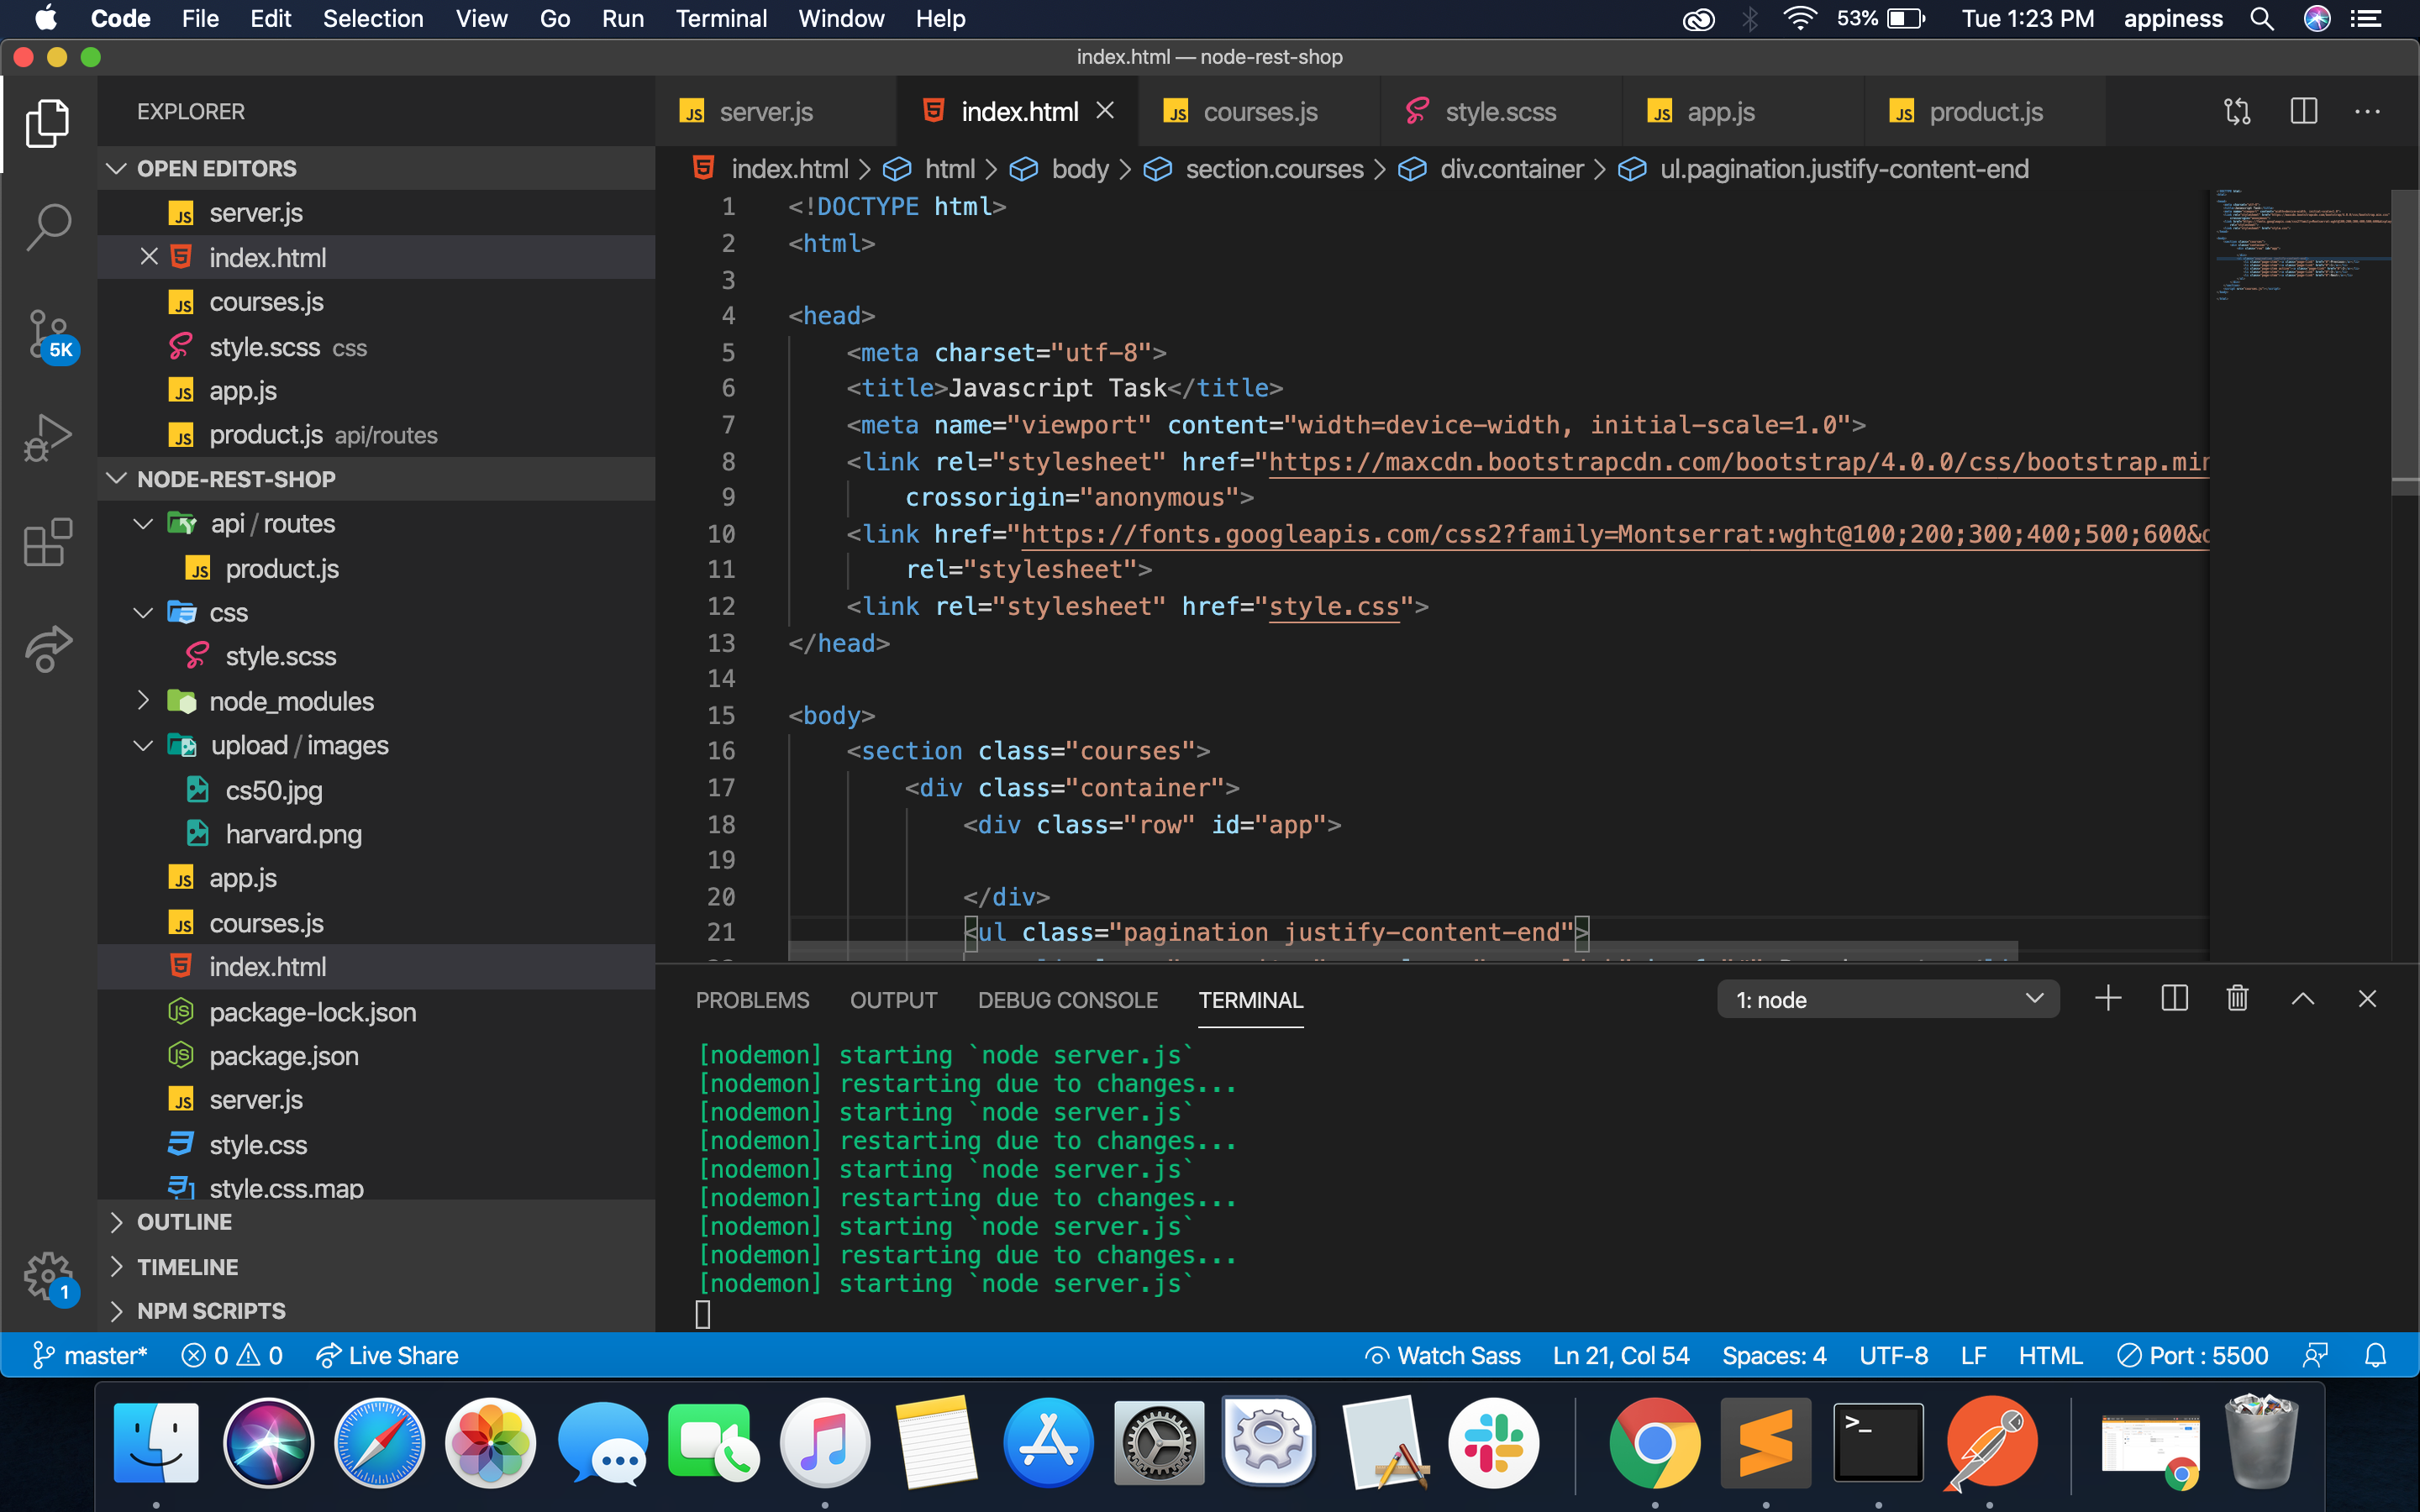 Code File Edit Selection View Go Run Terminal Window Help 53% Tue 1:23 PM appiness
index.html — node-rest-shop
EXPLORER
OPEN EDITORS
server.js
index.html
courses.js
style.scss css
app.js
product.js api/routes
NODE-REST-SHOP
api / routes
product.js
css
style.scss
node_modules
upload / images
cs50.jpg
harvard.png
app.js
courses.js
index.html
package-lock.json
package.json
server.js
style.css
style.css.map
OUTLINE
TIMELINE
NPM SCRIPTS
5K
1
server.js index.html courses.js style.scss app.js product.js
index.html > html > body > section.courses > div.container > ul.pagination.justify-content-end
1 <!DOCTYPE html>
2 <html>
3
4 <head>
5 <meta charset="utf-8">
6 <title>Javascript Task</title>
7 <meta name="viewport" content="width=device-width, initial-scale=1.0">
8 <link rel="stylesheet" href="https://maxcdn.bootstrapcdn.com/bootstrap/4.0.0/css/bootstrap.min
9 crossorigin="anonymous">
10 <link href="https://fonts.googleapis.com/css2?family=Montserrat:wght@100;200;300;400;500;600&d
11 rel="stylesheet">
12 <link rel="stylesheet" href="style.css">
13 </head>
14
15 <body>
16 <section class="courses">
17 <div class="container">
18 <div class="row" id="app">
19
20 </div>
21 <ul class="pagination justify-content-end">
PROBLEMS OUTPUT DEBUG CONSOLE TERMINAL 1: node
[nodemon] starting `node server.js`
[nodemon] restarting due to changes...
[nodemon] starting `node server.js`
[nodemon] restarting due to changes...
[nodemon] starting `node server.js`
[nodemon] restarting due to changes...
[nodemon] starting `node server.js`
[nodemon] restarting due to changes...
[nodemon] starting `node server.js`
master* 0 0 Live Share Watch Sass Ln 21, Col 54 Spaces: 4 UTF-8 LF HTML Port : 5500